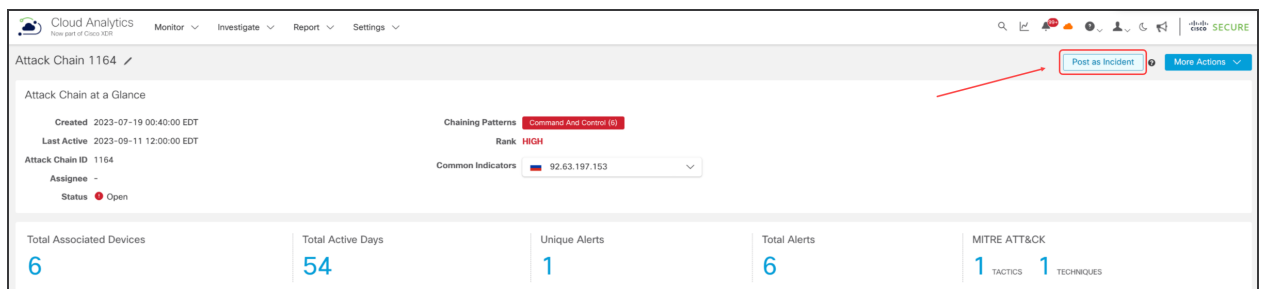 Cloud Analytics
Now part of Cisco XDR
Monitor Investigate Report Settings
99+
cisco SECURE
Attack Chain 1164
Post as Incident
More Actions
Attack Chain at a Glance
Created 2023-07-19 00:40:00 EDT
Last Active 2023-09-11 12:00:00 EDT
Attack Chain ID 1164
Assignee -
Status Open
Chaining Patterns Command And Control (6)
Rank HIGH
Common Indicators 92.63.197.153
Total Associated Devices
6
Total Active Days
54
Unique Alerts
1
Total Alerts
6
MITRE ATT&CK
1 TACTICS 1 TECHNIQUES